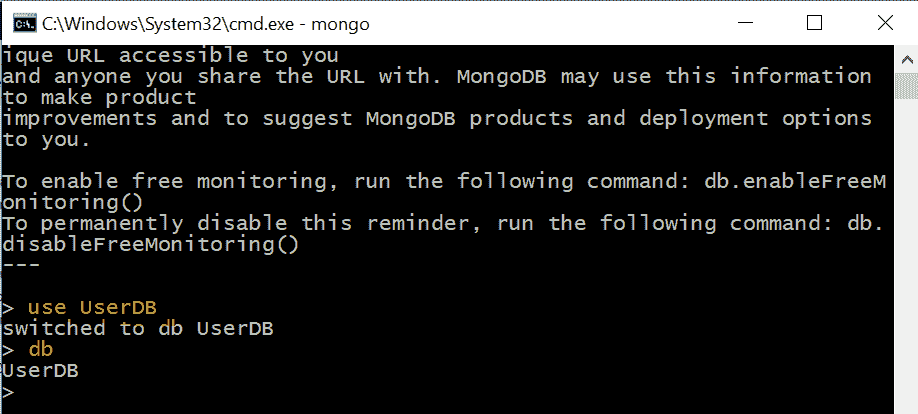 C:\Windows\System32\cmd.exe - mongo
ique URL accessible to you
and anyone you share the URL with. MongoDB may use this information
to make product
improvements and to suggest MongoDB products and deployment options
to you.
To enable free monitoring, run the following command: db.enableFreeM
onitoring()
To permanently disable this reminder, run the following command: db.
disableFreeMonitoring()
---
> use UserDB
switched to db UserDB
> db
UserDB
>